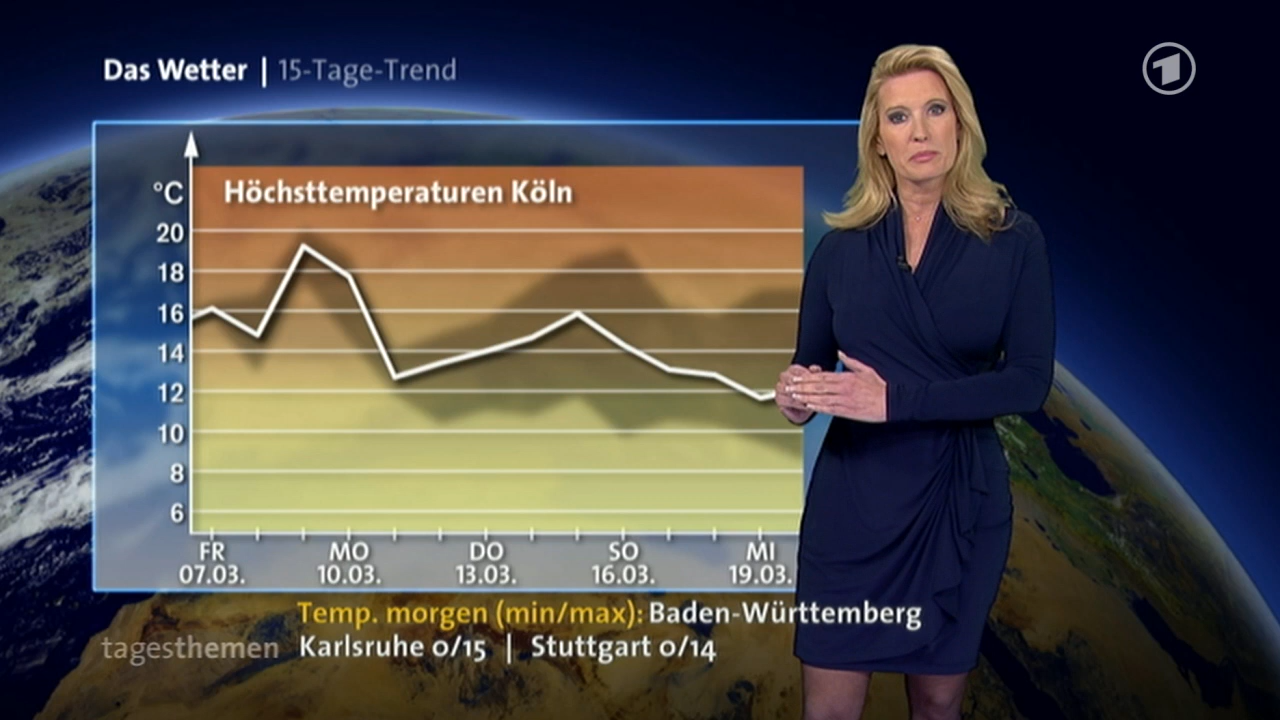 Das Wetter | 15-Tage-Trend
1
°C
Höchsttemperaturen Köln
20
18
16
14
12
10
8
6
FR MO DO SO MI
07.03. 10.03. 13.03. 16.03. 19.03.
Temp. morgen (min/max): Baden-Württemberg
tagesthemen Karlsruhe 0/15 | Stuttgart 0/14